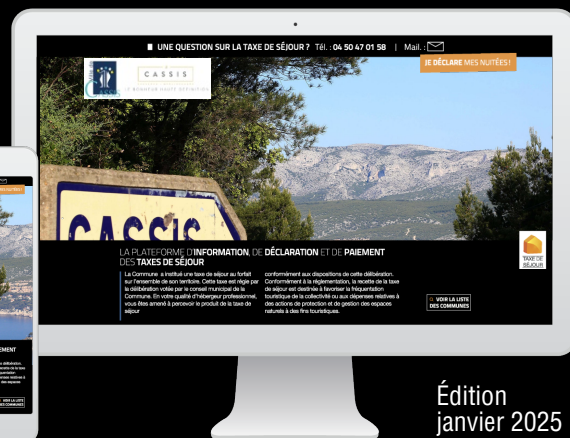 UNE QUESTION SUR LA TAXE DE SÉJOUR ? Tél. : 04 50 47 01 58 | Mail. :
JE DÉCLARE MES NUITÉES !
CASSIS
LE BONHEUR HAUTE DÉFINITION
CASSIS
LA PLATEFORME D'INFORMATION, DE DÉCLARATION ET DE PAIEMENT
DES TAXES DE SÉJOUR
La Commune a institué une taxe de séjour au forfait
sur l'ensemble de son territoire. Cette taxe est régie par
la délibération votée par le conseil municipal de la
Commune. En votre qualité d'hébergeur professionnel,
vous êtes amené à percevoir le produit de la taxe de
séjour
conformément aux dispositions de cette délibération.
Conformément à la réglementation, la recette de la taxe
de séjour est destinée à favoriser la fréquentation
touristique de la collectivité ou aux dépenses relatives à
des actions de protection et de gestion des espaces
naturels à des fins touristiques.
TAXE DE
SÉJOUR
VOIR LA LISTE
DES COMMUNES
EMENT
VOIR LA LISTE
DES COMMUNES
Édition
janvier 2025